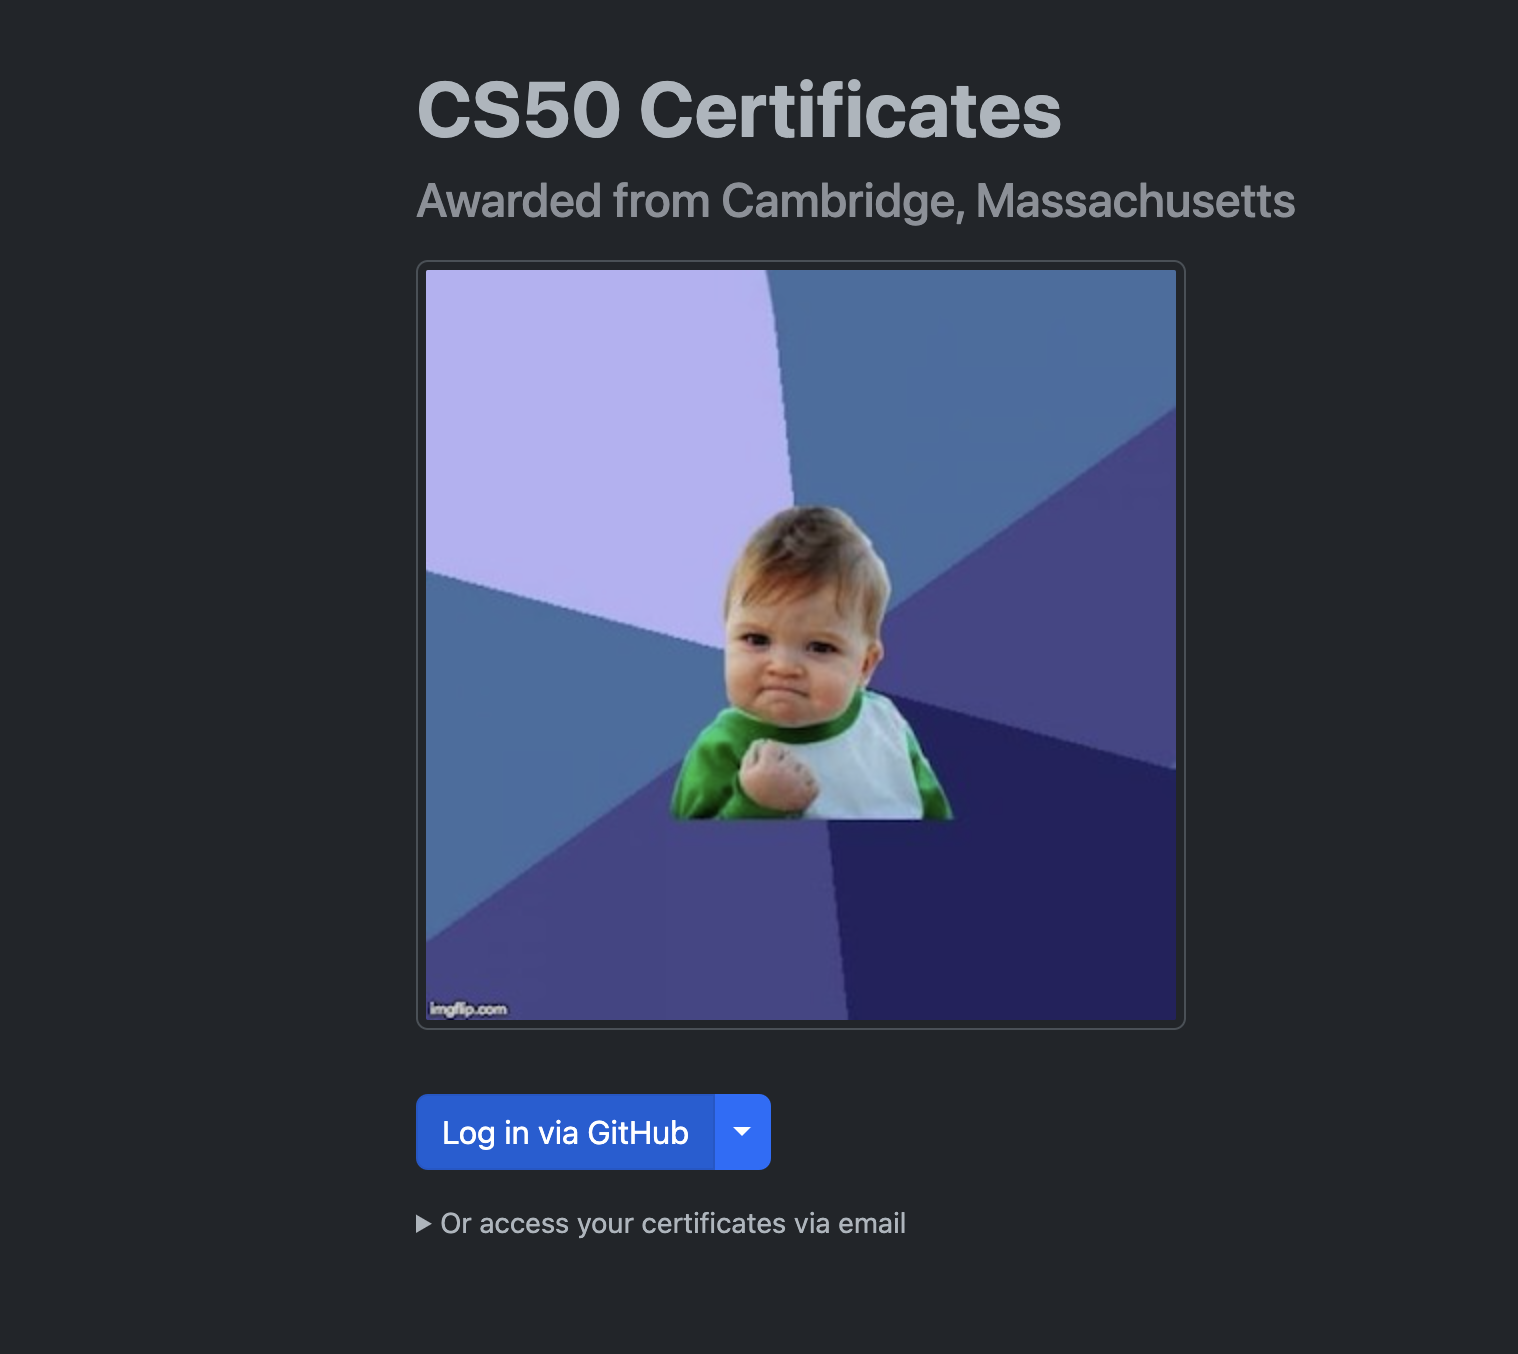 CS50 Certificates
Awarded from Cambridge, Massachusetts
imgflip.com
Log in via GitHub
Or access your certificates via email